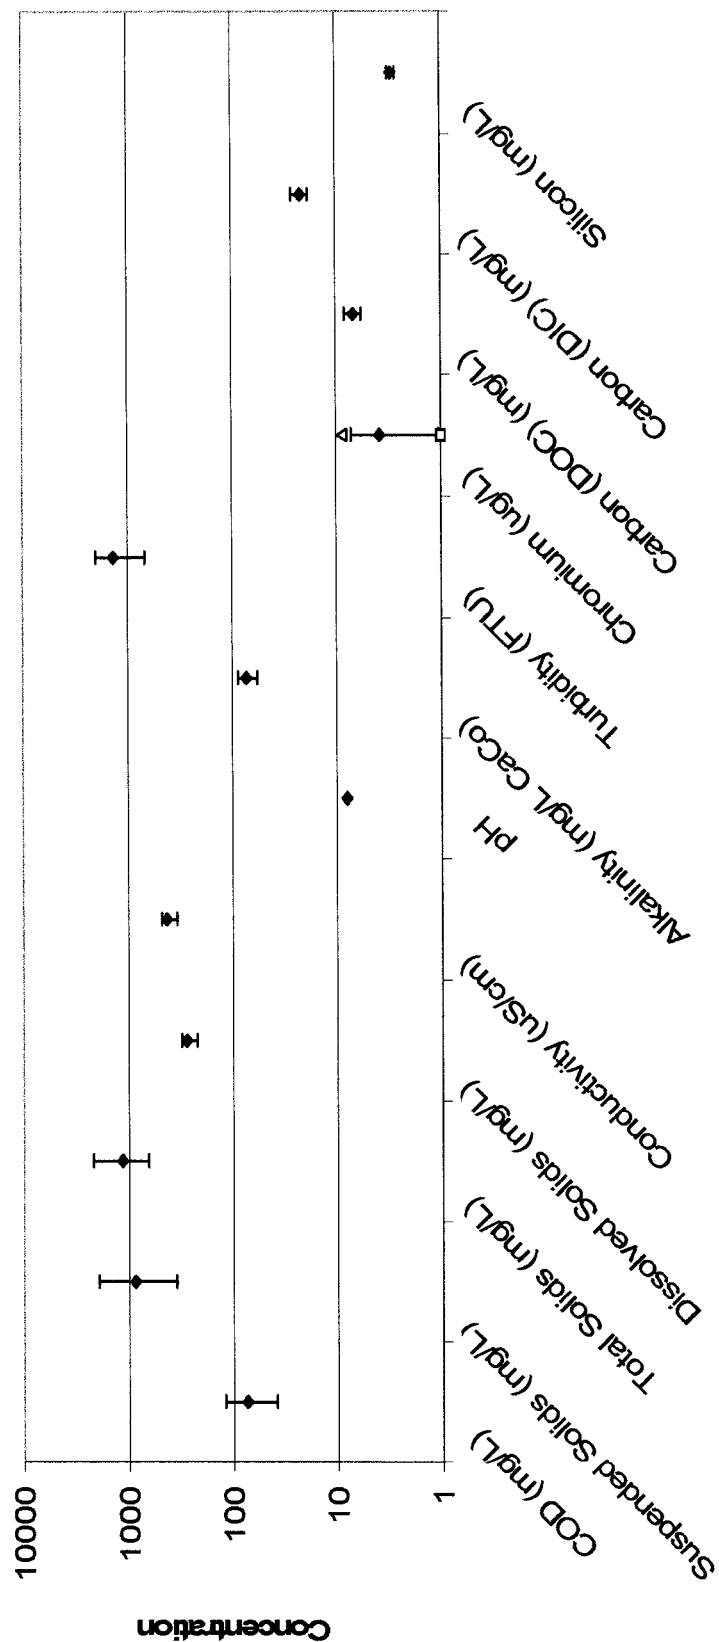 Concentration
10000
1000
100
10
1
COD (mg/L)
Suspended Solids (mg/L)
Total Solids (mg/L)
Dissolved Solids (mg/L)
Conductivity (uS/cm)
pH
Alkalinity (mg/L CaCo)
Turbidity (FTU)
Chromium (ug/L)
Carbon (DOC) (mg/L)
Carbon (DIC) (mg/L)
Silicon (mg/L)